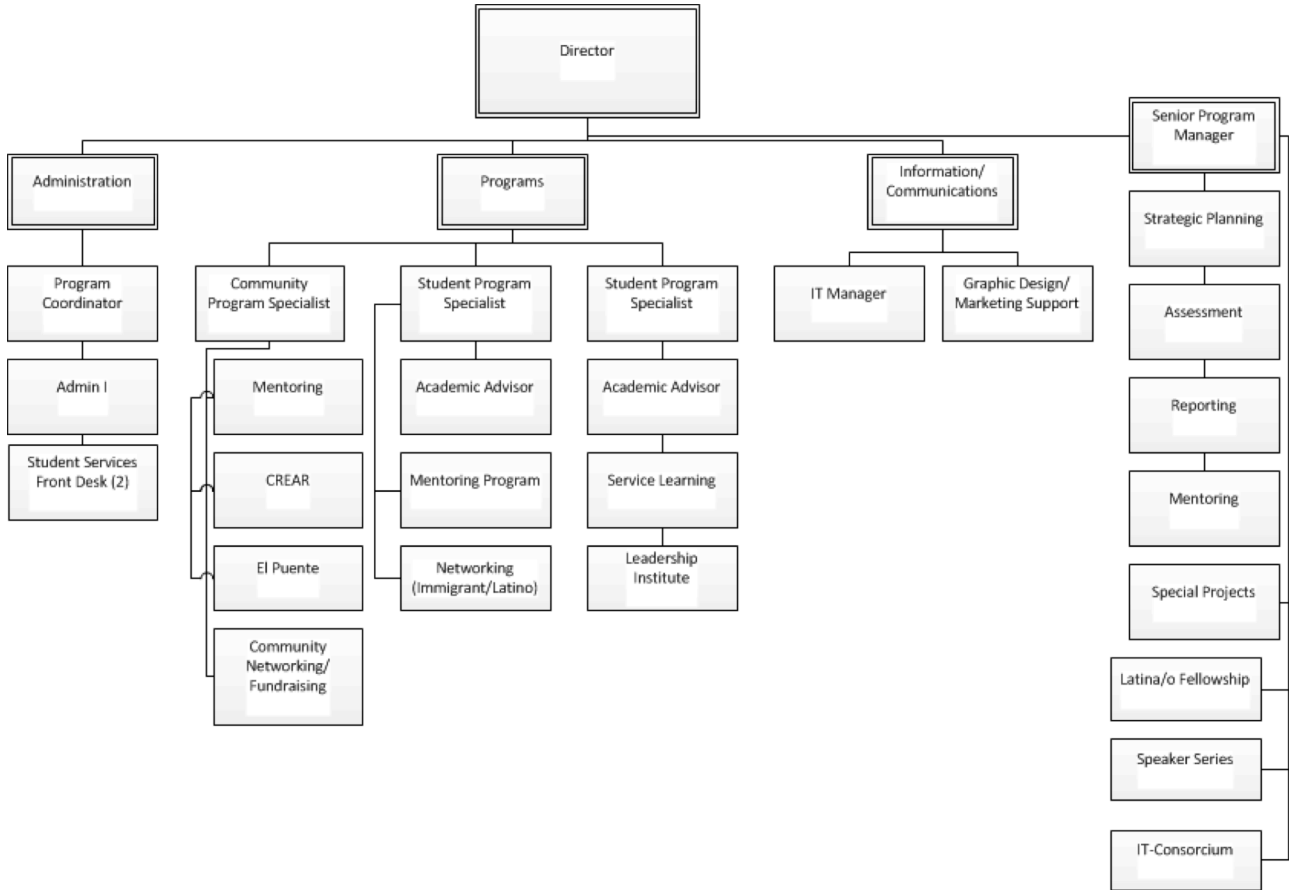 Director
Senior Program
Manager
Administration
Programs
Information/
Communications
Strategic Planning
Program
Coordinator
Community
Program Specialist
Student Program
Specialist
Student Program
Specialist
IT Manager
Graphic Design/
Marketing Support
Assessment
Admin I
Mentoring
Academic Advisor
Academic Advisor
Reporting
Student Services
Front Desk (2)
CREAR
Mentoring Program
Service Learning
Mentoring
El Puente
Networking
(Immigrant/Latino)
Leadership
Institute
Special Projects
Community
Networking/
Fundraising
Latina/o Fellowship
Speaker Series
IT-Consorcium